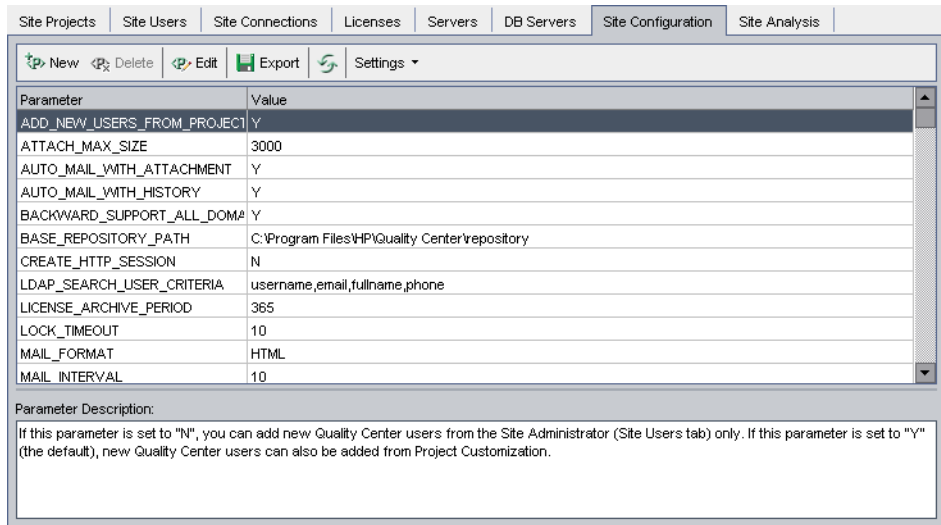 Site Projects Site Users Site Connections Licenses Servers DB Servers Site Configuration Site Analysis
New Delete Edit Export Settings
Parameter Value
ADD_NEW_USERS_FROM_PROJECT Y
ATTACH_MAX_SIZE 3000
AUTO_MAIL_WITH_ATTACHMENT Y
AUTO_MAIL_WITH_HISTORY Y
BACKWARD_SUPPORT_ALL_DOMA Y
BASE_REPOSITORY_PATH C:\Program Files\HP\Quality Center\repository
CREATE_HTTP_SESSION N
LDAP_SEARCH_USER_CRITERIA username,email,fullname,phone
LICENSE_ARCHIVE_PERIOD 365
LOCK_TIMEOUT 10
MAIL_FORMAT HTML
MAIL_INTERVAL 10
Parameter Description:
If this parameter is set to "N", you can add new Quality Center users from the Site Administrator (Site Users tab) only. If this parameter is set to "Y"
(the default), new Quality Center users can also be added from Project Customization.